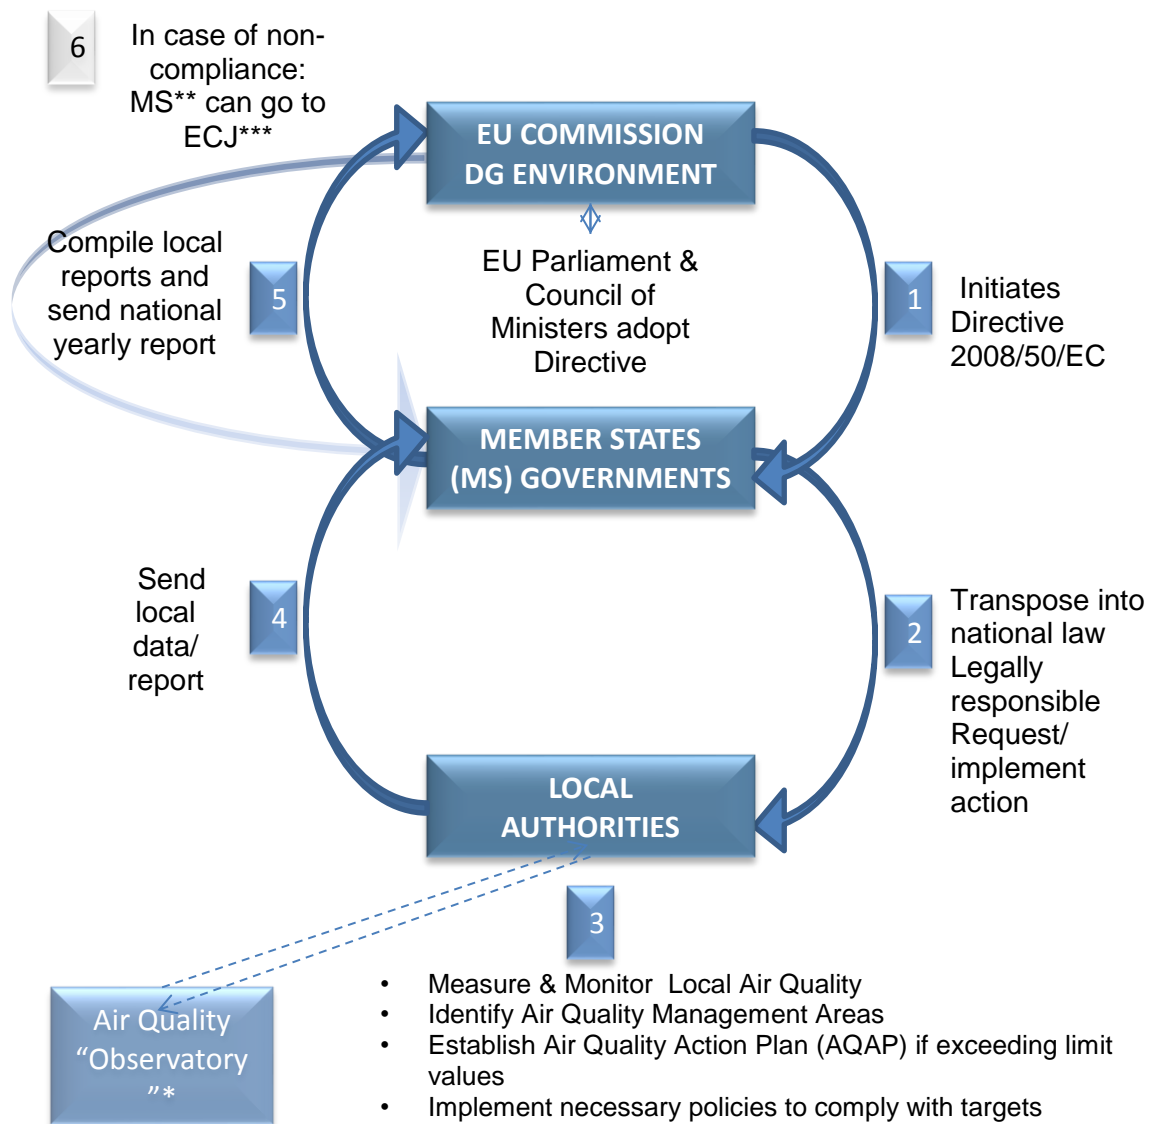 6
In case of non-
compliance:
MS** can go to
ECJ***
EU COMMISSION
DG ENVIRONMENT
EU Parliament &
Council of
Ministers adopt
Directive
1
Initiates
Directive
2008/50/EC
Compile local
reports and
send national
yearly report
5
MEMBER STATES
(MS) GOVERNMENTS
2
Transpose into
national law
Legally
responsible
Request/
implement
action
Send
local
data/
report
4
LOCAL
AUTHORITIES
3
• Measure & Monitor Local Air Quality
• Identify Air Quality Management Areas
• Establish Air Quality Action Plan (AQAP) if exceeding limit
values
• Implement necessary policies to comply with targets
Air Quality
“Observatory
”*